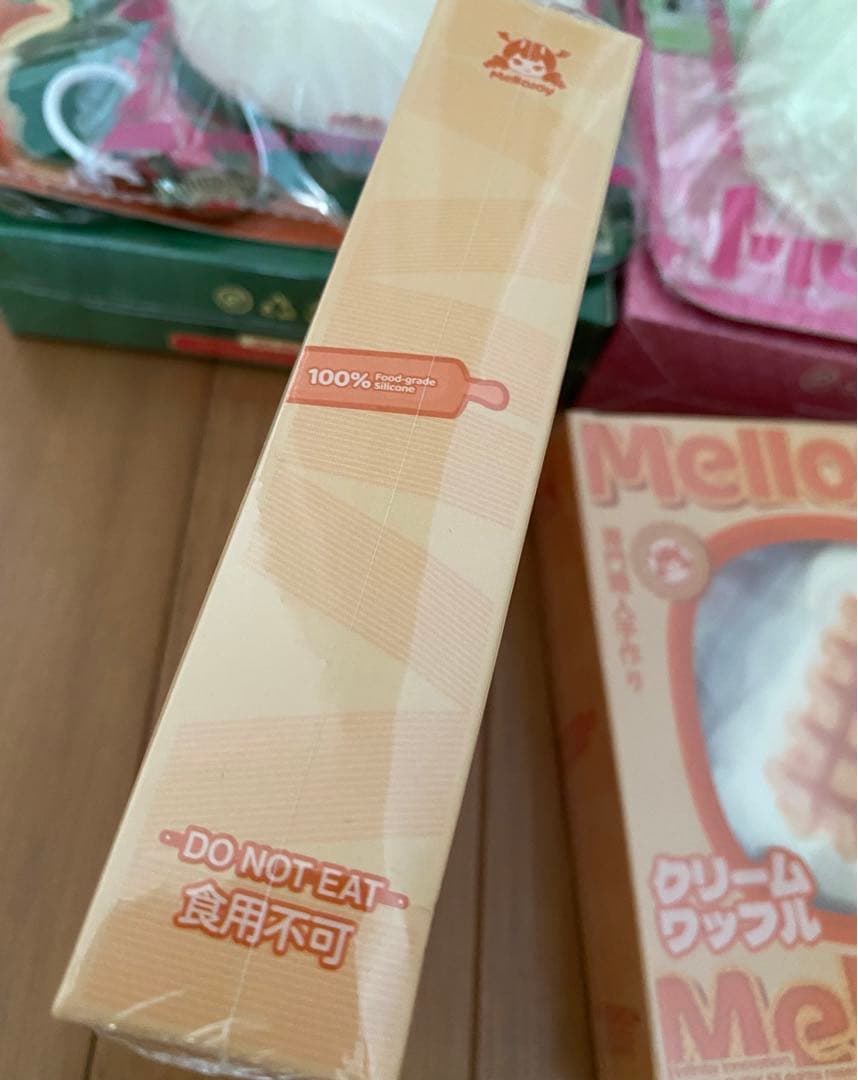 MelloJoy
100% Food-grade
Silicone
DO NOT EAT
食用不可
Mello
クリーム
ワッフル
Mel